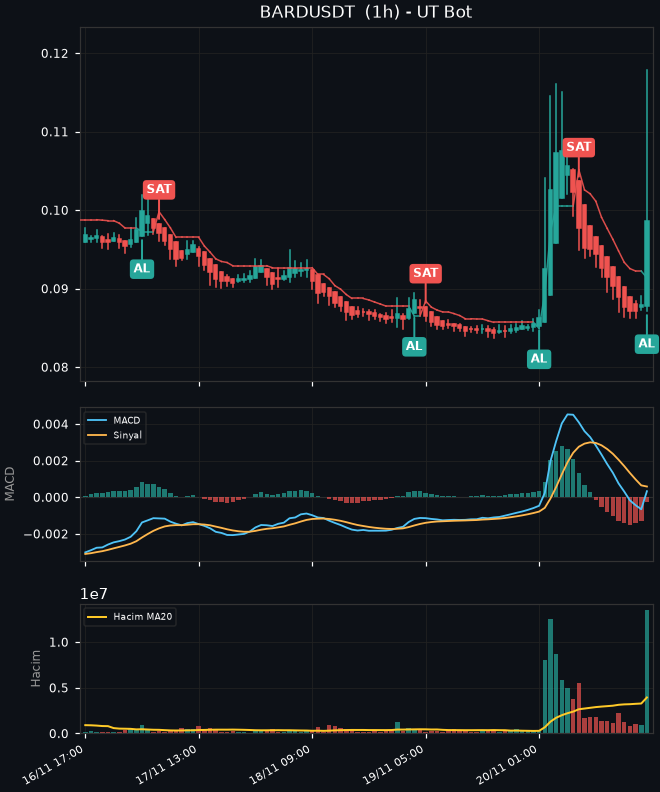 BARDUSDT (1h) - UT Bot
0.12
0.11
0.10
0.09
0.08
SAT
AL
SAT
AL
SAT
AL
AL
MACD
0.004
0.002
0.000
−0.002
MACD
Sinyal
1e7
Hacim
1.0
0.5
0.0
Hacim MA20
16/11 17:00
17/11 13:00
18/11 09:00
19/11 05:00
20/11 01:00